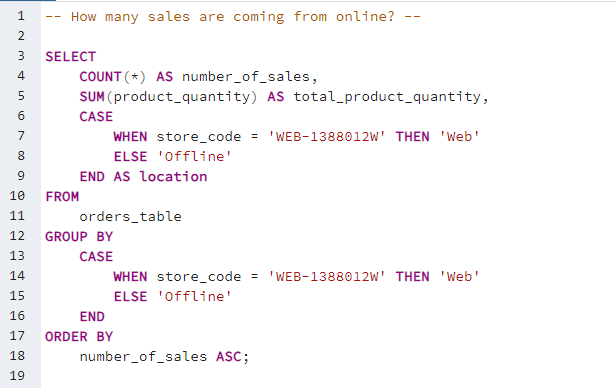 1 -- How many sales are coming from online? --
2
3 SELECT
4     COUNT(*) AS number_of_sales,
5     SUM(product_quantity) AS total_product_quantity,
6     CASE
7         WHEN store_code = 'WEB-1388012W' THEN 'Web'
8         ELSE 'Offline'
9     END AS location
10 FROM
11     orders_table
12 GROUP BY
13     CASE
14         WHEN store_code = 'WEB-1388012W' THEN 'Web'
15         ELSE 'Offline'
16     END
17 ORDER BY
18     number_of_sales ASC;
19